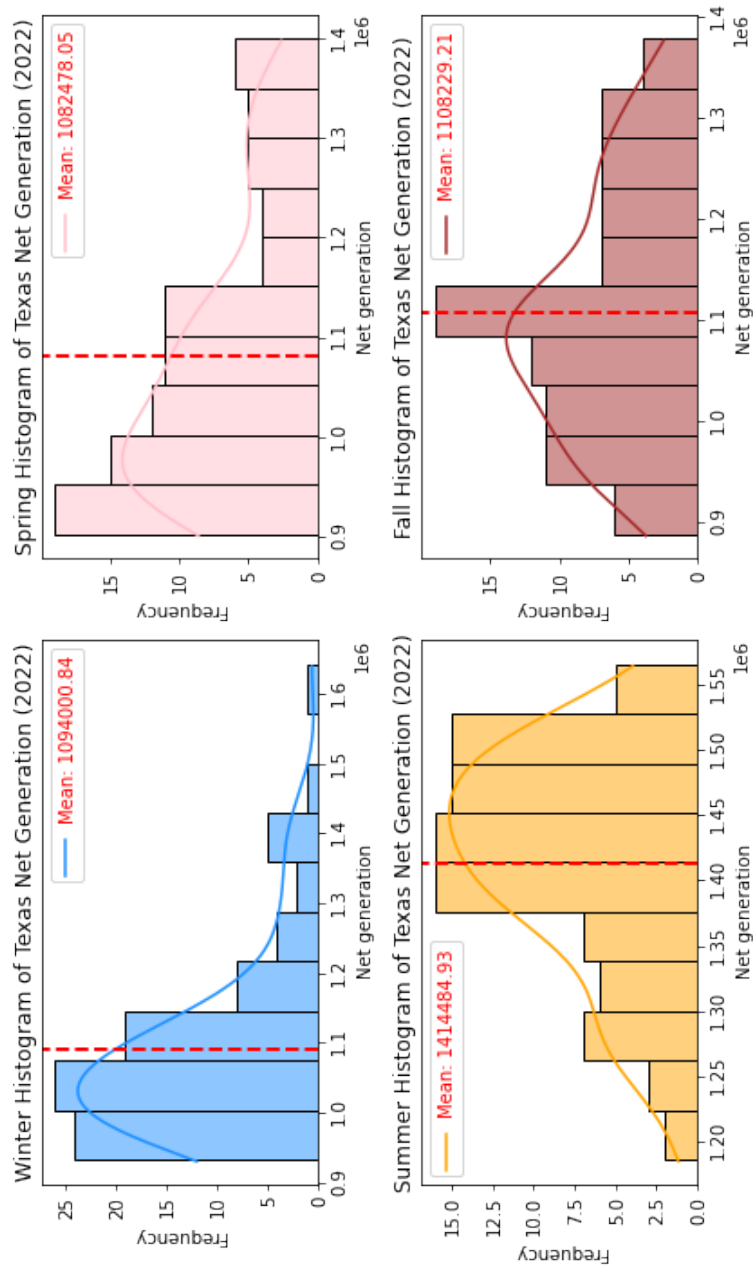 Winter Histogram of Texas Net Generation (2022)
Mean: 1094000.84
Frequency
25
20
15
10
5
0
0.9 1.0 1.1 1.2 1.3 1.4 1.5 1.6
1e6
Net generation
Spring Histogram of Texas Net Generation (2022)
Mean: 1082478.05
Frequency
15
10
5
0
0.9 1.0 1.1 1.2 1.3 1.4
1e6
Net generation
Summer Histogram of Texas Net Generation (2022)
Mean: 1414484.93
Frequency
15.0
12.5
10.0
7.5
5.0
2.5
0.0
1.20 1.25 1.30 1.35 1.40 1.45 1.50 1.55
1e6
Net generation
Fall Histogram of Texas Net Generation (2022)
Mean: 1108229.21
Frequency
15
10
5
0
0.9 1.0 1.1 1.2 1.3 1.4
1e6
Net generation